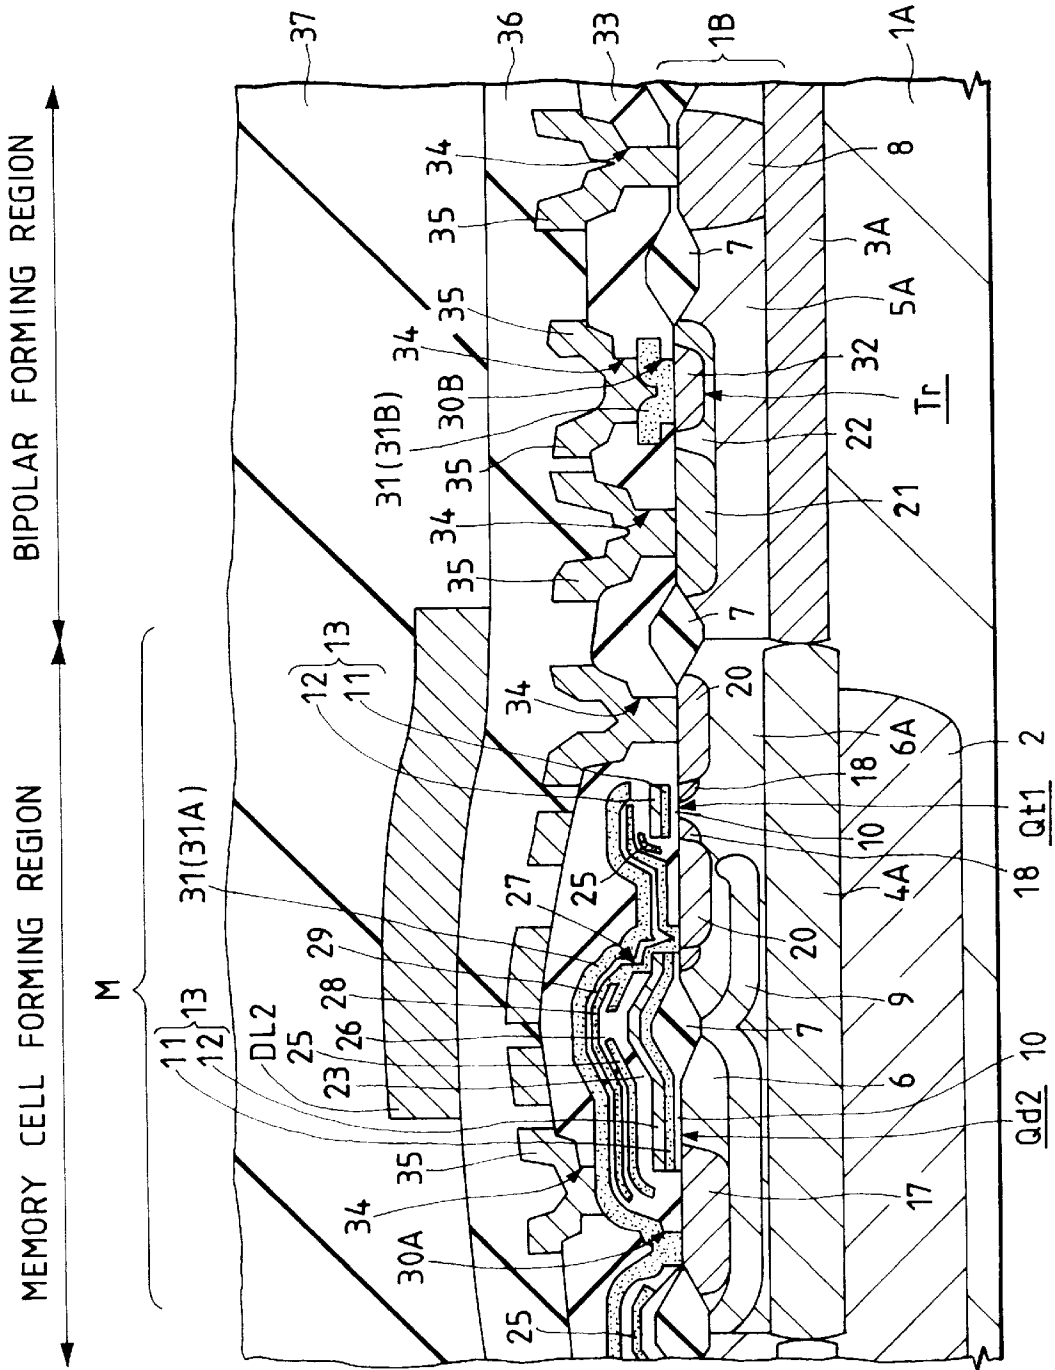 MEMORY CELL FORMING REGION
BIPOLAR FORMING REGION
M
11
12
13
DL2
25
23
26
28
29
27
31(31A)
25
12
11
13
34
35
34
35
31(31B)
30B
34
35
35
34
37
36
33
1B
1A
35
34
30A
25
17
6
7
9
20
20
7
21
22
32
7
5A
3A
8
Qd2
10
4A
18
10
Qt1
18
2
6A
Tr